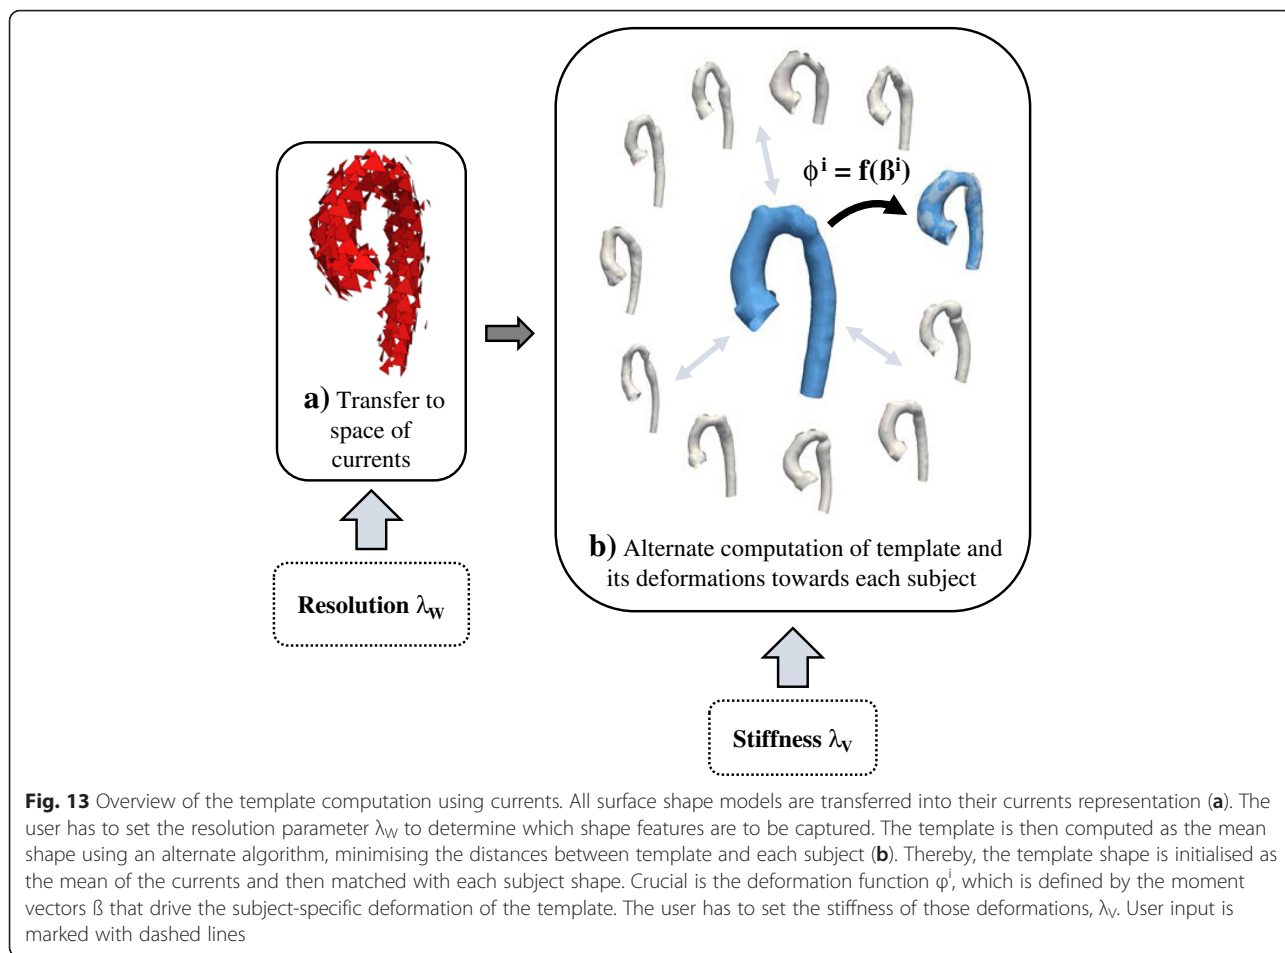 ϕⁱ = f(ßⁱ)
a) Transfer to
space of
currents
b) Alternate computation of template and
its deformations towards each subject
Resolution λ_W
Stiffness λ_V
Fig. 13 Overview of the template computation using currents. All surface shape models are transferred into their currents representation (a). The
user has to set the resolution parameter λ_W to determine which shape features are to be captured. The template is then computed as the mean
shape using an alternate algorithm, minimising the distances between template and each subject (b). Thereby, the template shape is initialised as
the mean of the currents and then matched with each subject shape. Crucial is the deformation function φⁱ, which is defined by the moment
vectors ß that drive the subject-specific deformation of the template. The user has to set the stiffness of those deformations, λ_V. User input is
marked with dashed lines